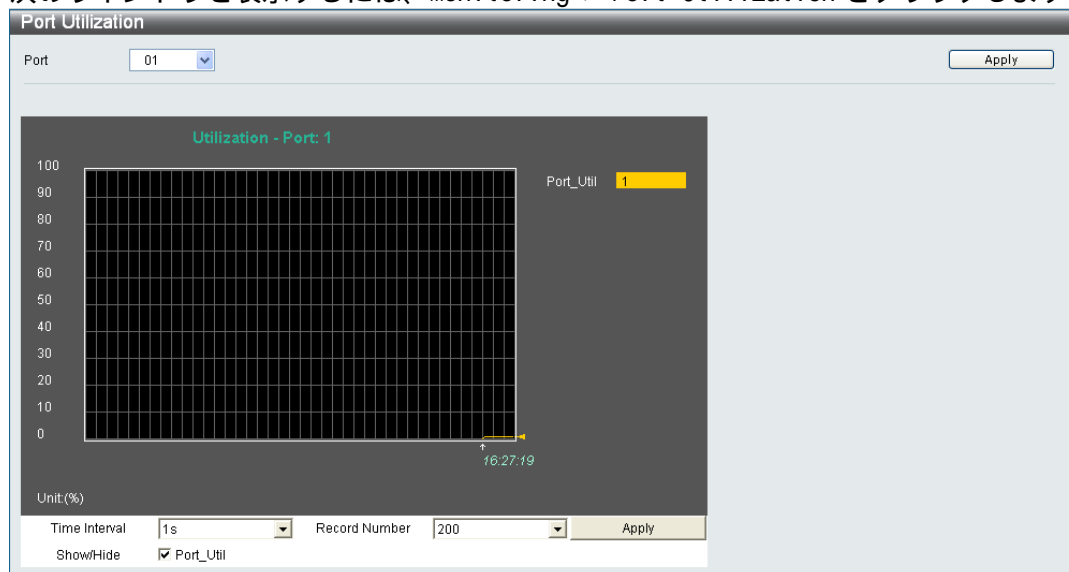 Port Utilization
Port 01 Apply
Utilization - Port: 1
100
Port_Util 1
90
80
70
60
50
40
30
20
10
0
16:27:19
Unit:(%)
Time Interval 1s Record Number 200 Apply
Show/Hide Port_Util